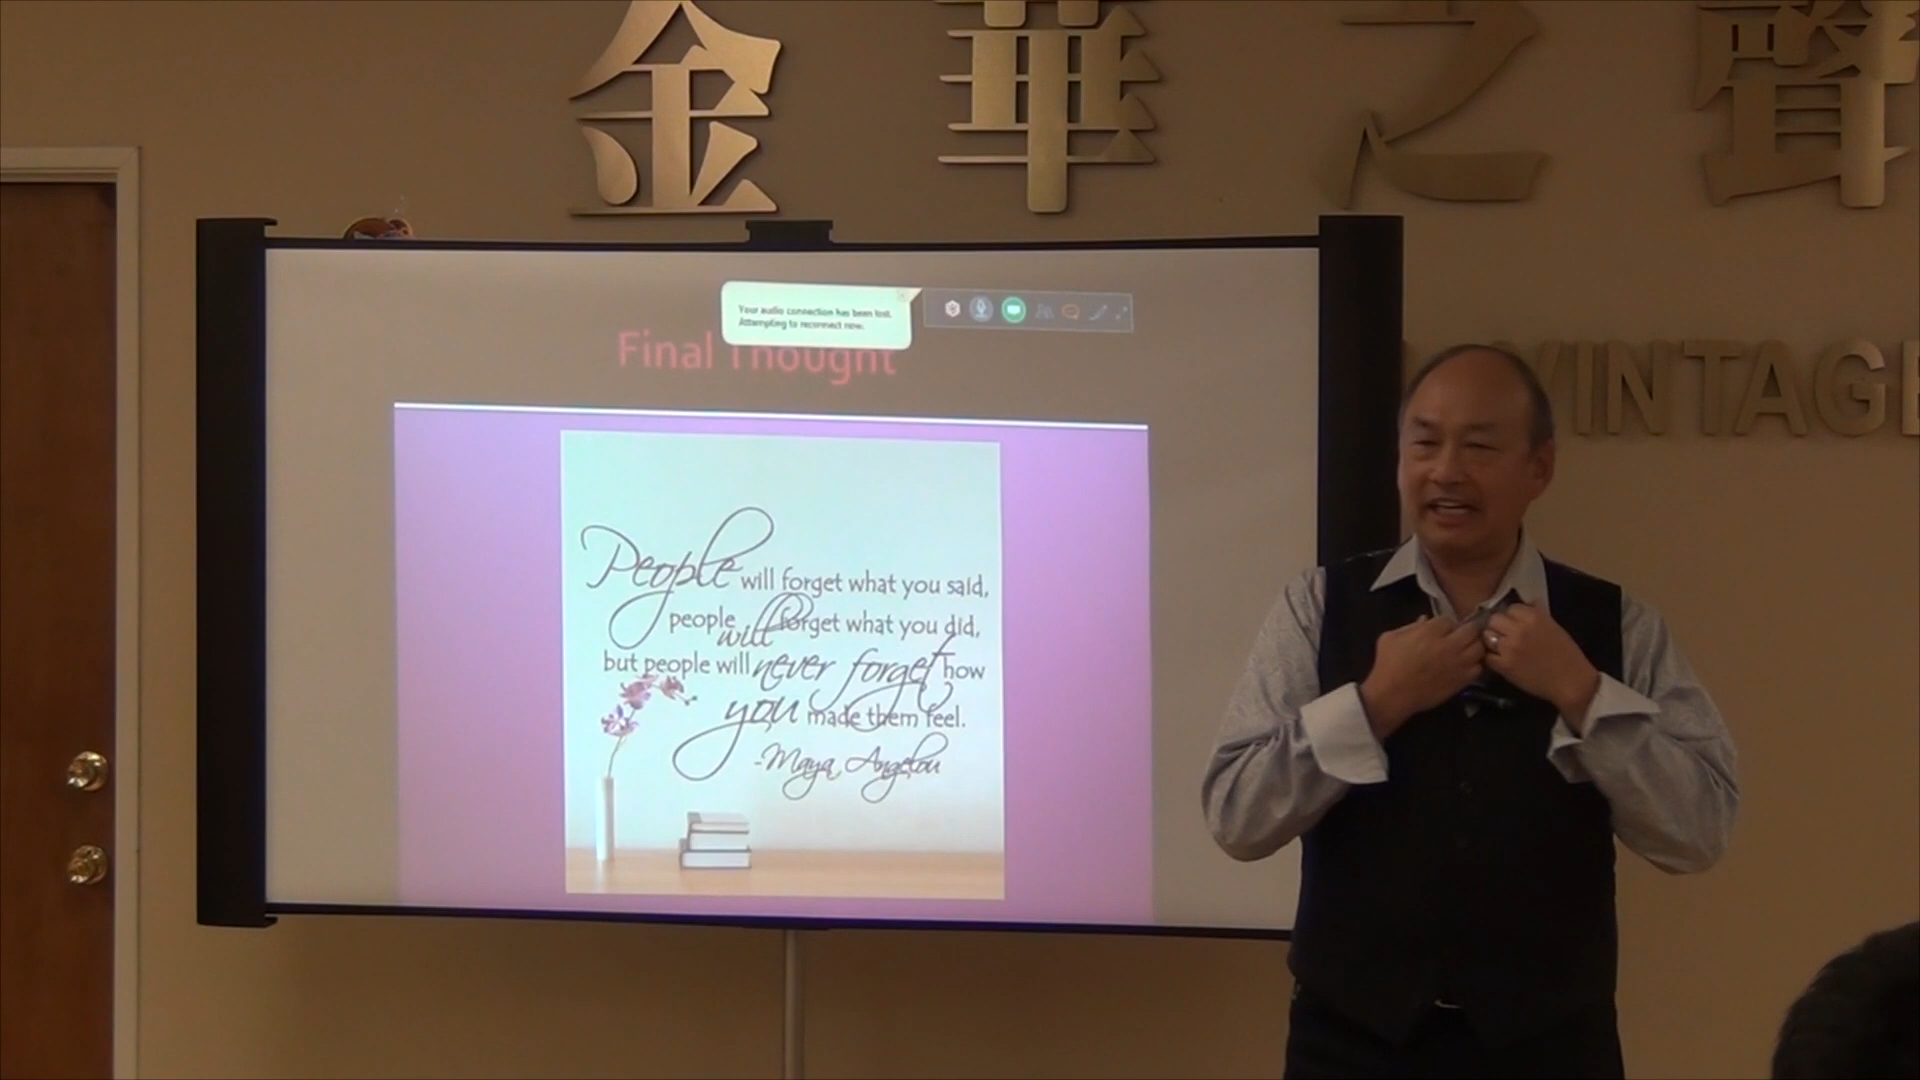 金華之聲
VINTAGE
Your audio connection has been lost.
Attempting to reconnect now.
Final Thought
People will forget what you said,
people will forget what you did,
but people will never forget how
you made them feel.
-Maya Angelou